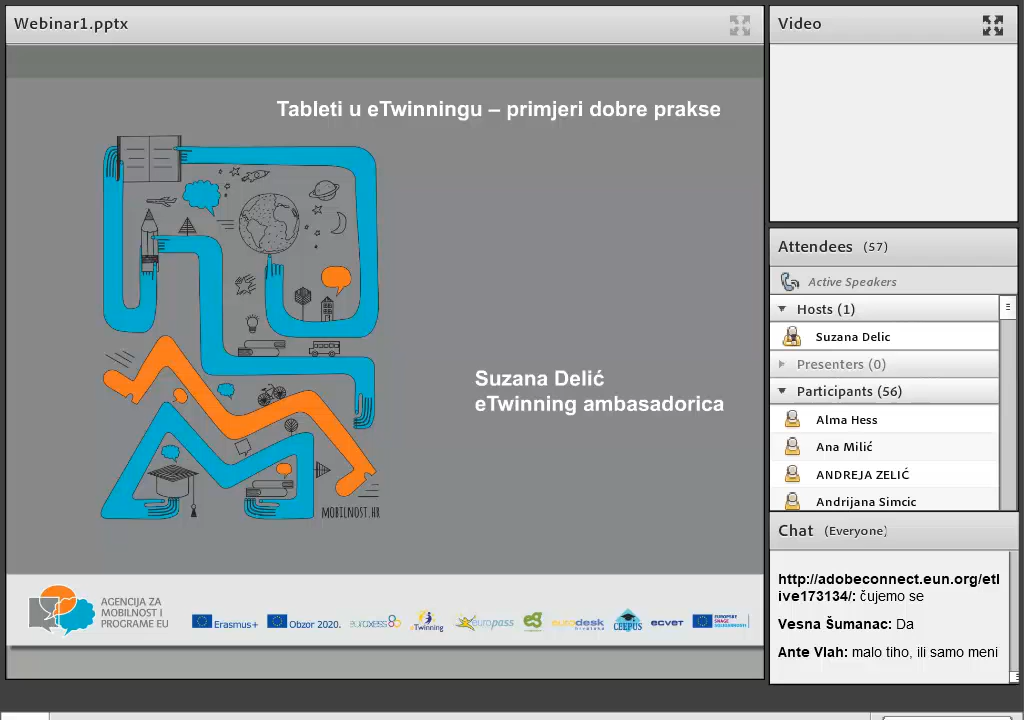 Webinar1.pptx
Tableti u eTwinningu – primjeri dobre prakse
Suzana Delić
eTwinning ambasadorica
MOBILNOST.HR
AGENCIJA ZA
MOBILNOST I
PROGRAME EU
Erasmus+
Obzor 2020.
euroaxess
eTwinning
europass
eurodesk
hrvatska
CEEPUS
ecvet
Video
Attendees (57)
Active Speakers
Hosts (1)
Suzana Delic
Presenters (0)
Participants (56)
Alma Hess
Ana Milić
ANDREJA ZELIĆ
Andrijana Simcic
Chat (Everyone)
http://adobeconnect.eun.org/etl
ive173134/: čujemo se
Vesna Šumanac: Da
Ante Vlah: malo tiho, ili samo meni